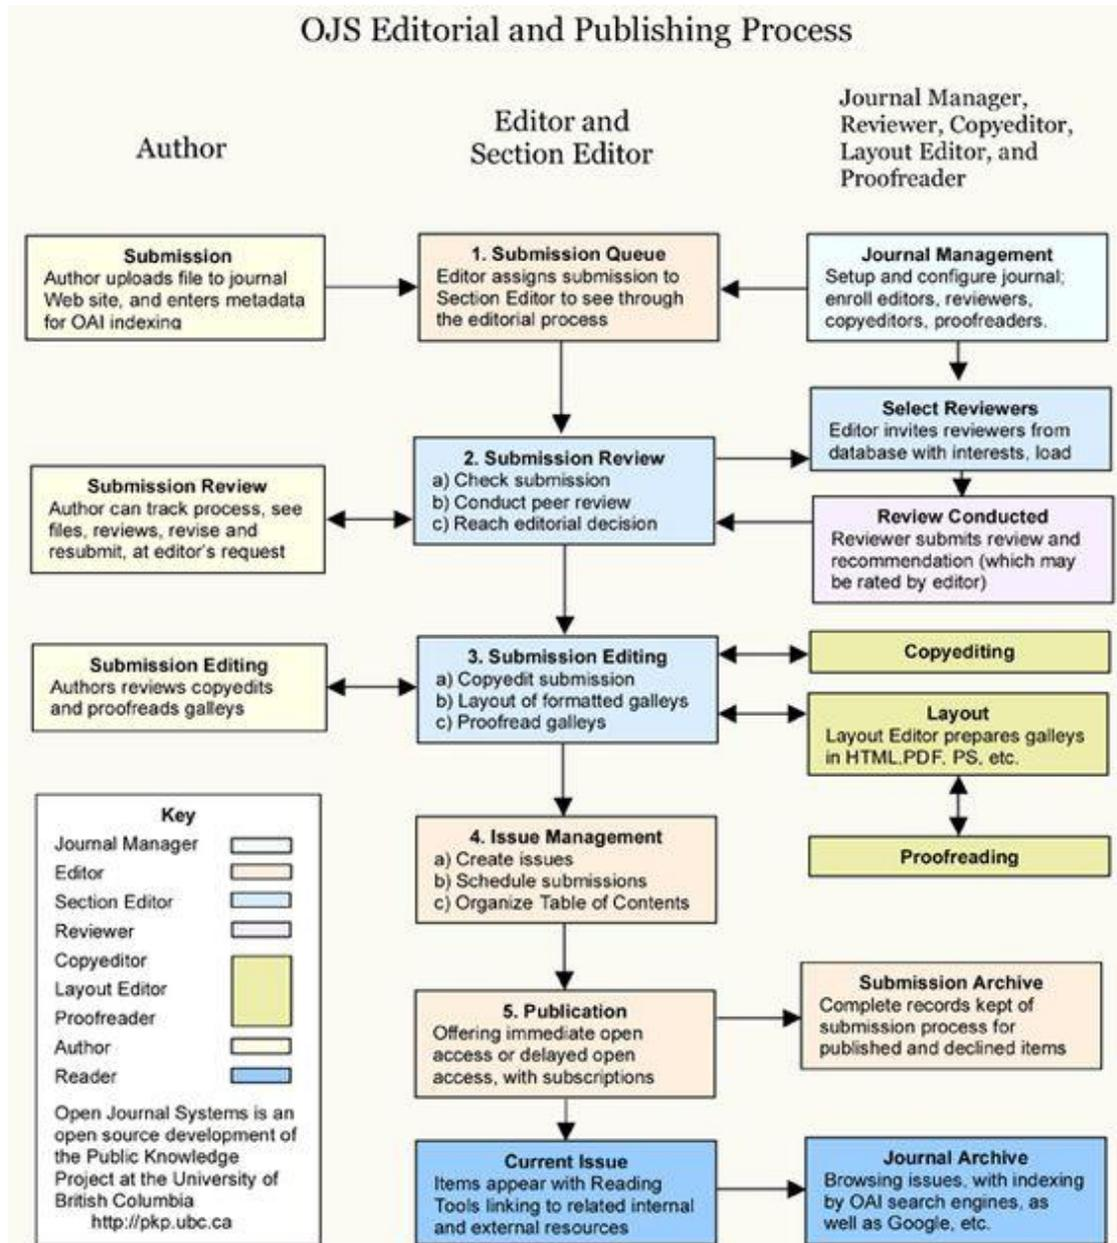 OJS Editorial and Publishing Process
Author
Editor and
Section Editor
Journal Manager,
Reviewer, Copyeditor,
Layout Editor, and
Proofreader
Submission
Author uploads file to journal
Web site, and enters metadata
for OAI indexing
1. Submission Queue
Editor assigns submission to
Section Editor to see through
the editorial process
Journal Management
Setup and configure journal;
enroll editors, reviewers,
copyeditors, proofreaders.
Select Reviewers
Editor invites reviewers from
database with interests, load
Submission Review
Author can track process, see
files, reviews, revise and
resubmit, at editor's request
2. Submission Review
a) Check submission
b) Conduct peer review
c) Reach editorial decision
Review Conducted
Reviewer submits review and
recommendation (which may
be rated by editor)
Submission Editing
Authors reviews copyedits
and proofreads galleys
3. Submission Editing
a) Copyedit submission
b) Layout of formatted galleys
c) Proofread galleys
Copyediting
Layout
Layout Editor prepares galleys
in HTML,PDF, PS, etc.
Proofreading
Key
Journal Manager
Editor
Section Editor
Reviewer
Copyeditor
Layout Editor
Proofreader
Author
Reader
Open Journal Systems is an
open source development of
the Public Knowledge
Project at the University of
British Columbia
http://pkp.ubc.ca
4. Issue Management
a) Create issues
b) Schedule submissions
c) Organize Table of Contents
5. Publication
Offering immediate open
access or delayed open
access, with subscriptions
Submission Archive
Complete records kept of
submission process for
published and declined items
Current Issue
Items appear with Reading
Tools linking to related internal
and external resources
Journal Archive
Browsing issues, with indexing
by OAI search engines, as
well as Google, etc.